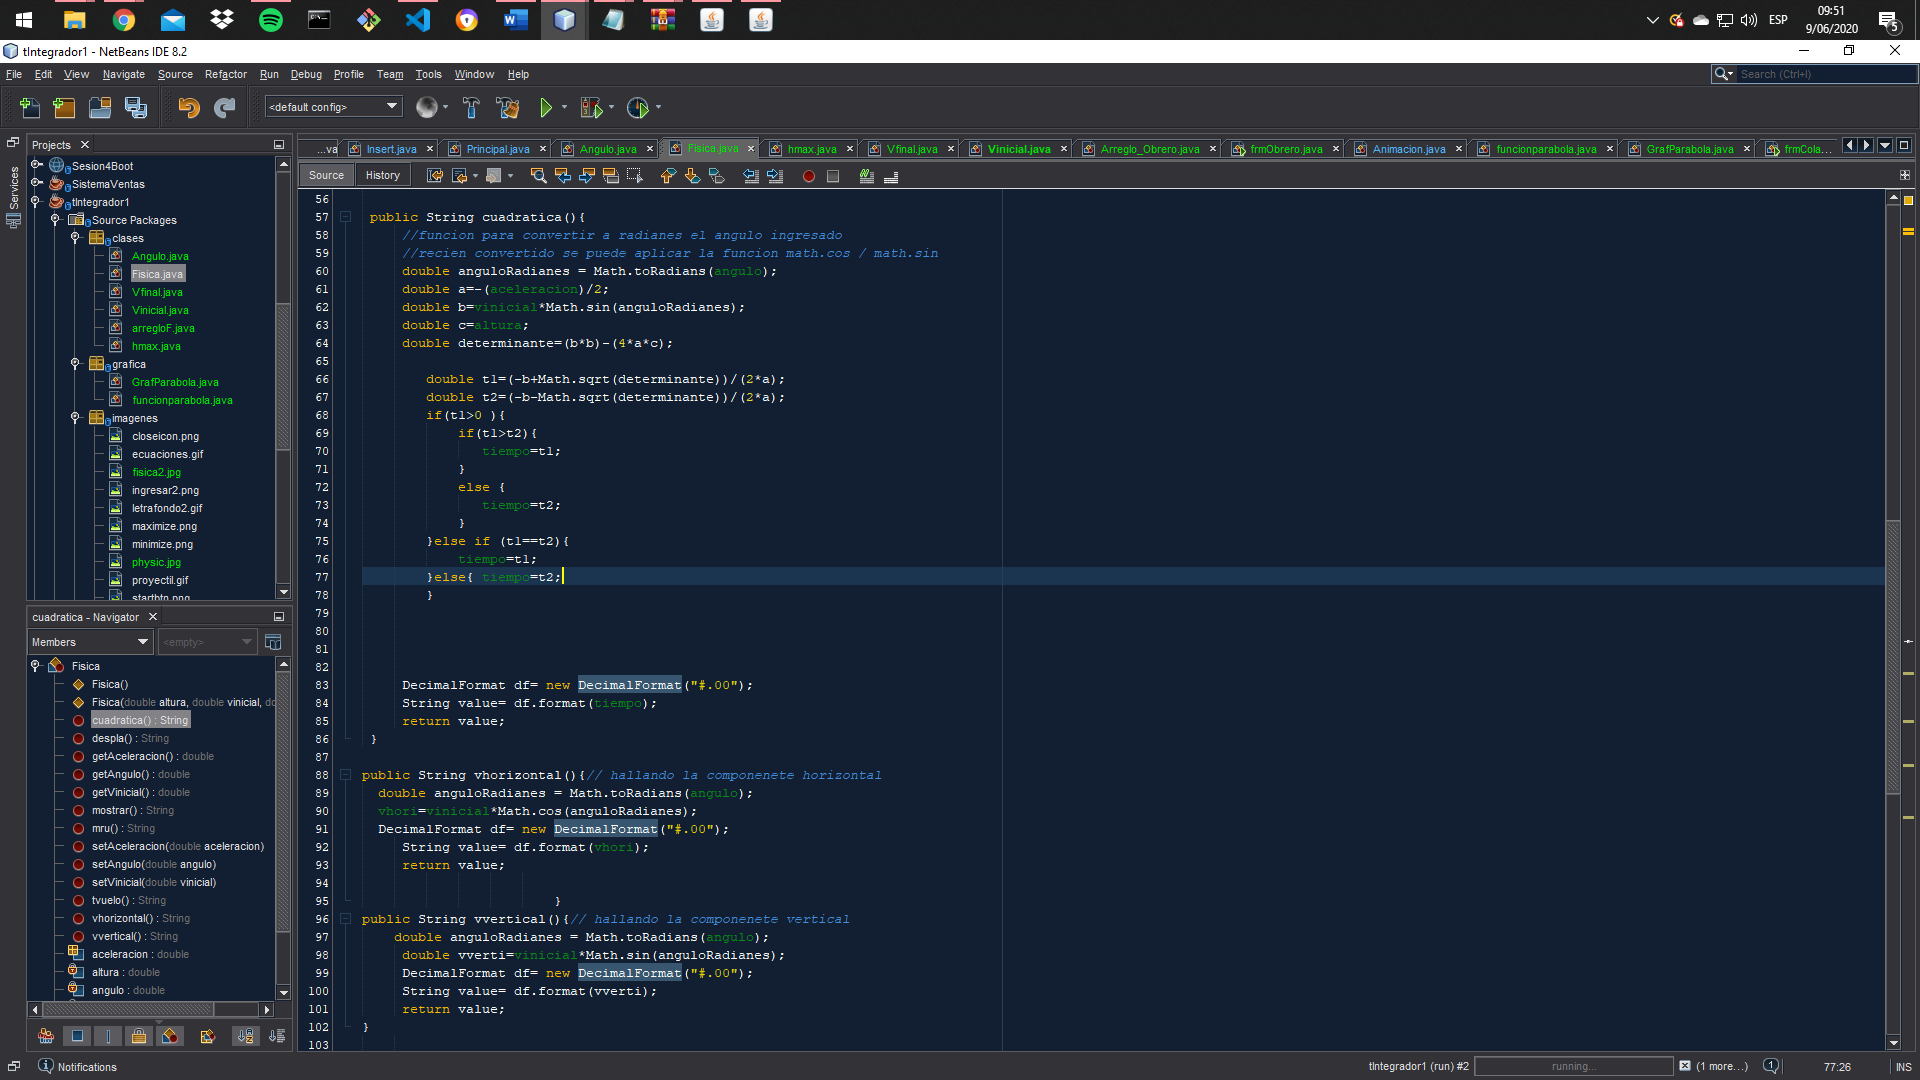 ESP
09:51
9/06/2020
5
tIntegrador1 - NetBeans IDE 8.2
File Edit View Navigate Source Refactor Run Debug Profile Team Tools Window Help
Search (Ctrl+I)
<default config>
Projects
...va Insert.java Principal.java Angulo.java Fisica.java hmax.java Vfinal.java Vinicial.java Arreglo_Obrero.java frmObrero.java Animacion.java funcionparabola.java GrafParabola.java frmCola...
Source History
Services
Sesion4Boot
SistemaVentas
tIntegrador1
Source Packages
clases
Angulo.java
Fisica.java
Vfinal.java
Vinicial.java
arregloF.java
hmax.java
grafica
GrafParabola.java
funcionparabola.java
imagenes
closeicon.png
ecuaciones.gif
fisica2.jpg
ingresar2.png
letrafondo2.gif
maximize.png
minimize.png
physic.jpg
proyectil.gif
startbtn.png
cuadratica - Navigator
Members <empty>
Fisica
Fisica()
Fisica(double altura, double vinicial, do
cuadratica() : String
despla() : String
getAceleracion() : double
getAngulo() : double
getVinicial() : double
mostrar() : String
mru() : String
setAceleracion(double aceleracion)
setAngulo(double angulo)
setVinicial(double vinicial)
tvuelo() : String
vhorizontal() : String
vvertical() : String
aceleracion : double
altura : double
angulo : double
56
57 public String cuadratica(){
58 //funcion para convertir a radianes el angulo ingresado
59 //recien convertido se puede aplicar la funcion math.cos / math.sin
60 double anguloRadianes = Math.toRadians(angulo);
61 double a=-(aceleracion)/2;
62 double b=vinicial*Math.sin(anguloRadianes);
63 double c=altura;
64 double determinante=(b*b)-(4*a*c);
65
66 double t1=(-b+Math.sqrt(determinante))/(2*a);
67 double t2=(-b-Math.sqrt(determinante))/(2*a);
68 if(t1>0 ){
69 if(t1>t2){
70 tiempo=t1;
71 }
72 else {
73 tiempo=t2;
74 }
75 }else if (t1==t2){
76 tiempo=t1;
77 }else{ tiempo=t2;
78 }
79
80
81
82
83 DecimalFormat df= new DecimalFormat("#.00");
84 String value= df.format(tiempo);
85 return value;
86 }
87
88 public String vhorizontal(){// hallando la componenete horizontal
89 double anguloRadianes = Math.toRadians(angulo);
90 vhori=vinicial*Math.cos(anguloRadianes);
91 DecimalFormat df= new DecimalFormat("#.00");
92 String value= df.format(vhori);
93 return value;
94
95 }
96 public String vvertical(){// hallando la componenete vertical
97 double anguloRadianes = Math.toRadians(angulo);
98 double vverti=vinicial*Math.sin(anguloRadianes);
99 DecimalFormat df= new DecimalFormat("#.00");
100 String value= df.format(vverti);
101 return value;
102 }
103
Notifications
tIntegrador1 (run) #2 running... (1 more...) 1 77:26 INS